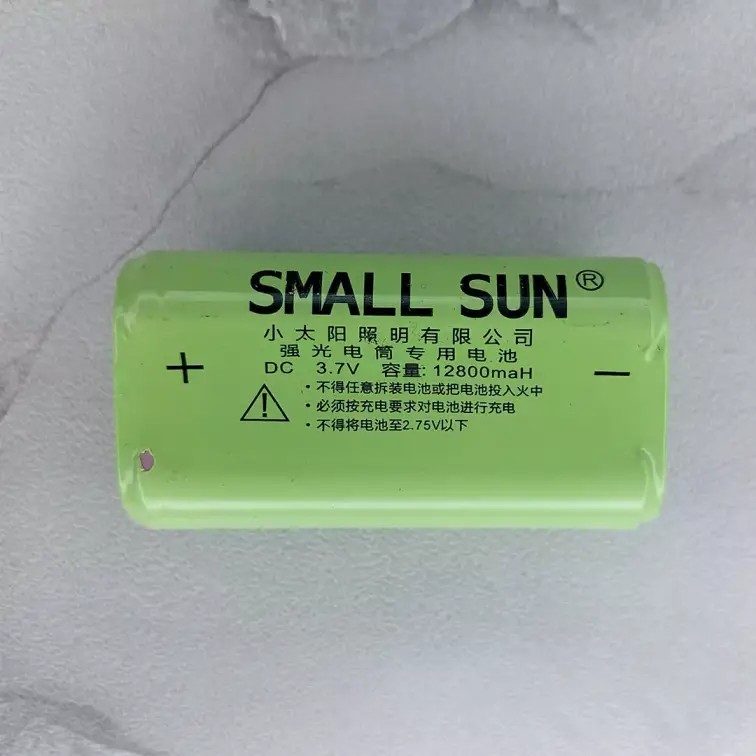 SMALL SUN®
小太阳照明有限公司
强光电筒专用电池
+ DC 3.7V 容量: 12800maH −
• 不得任意拆装电池或把电池投入火中
• 必须按充电要求对电池进行充电
• 不得将电池至2.75V以下